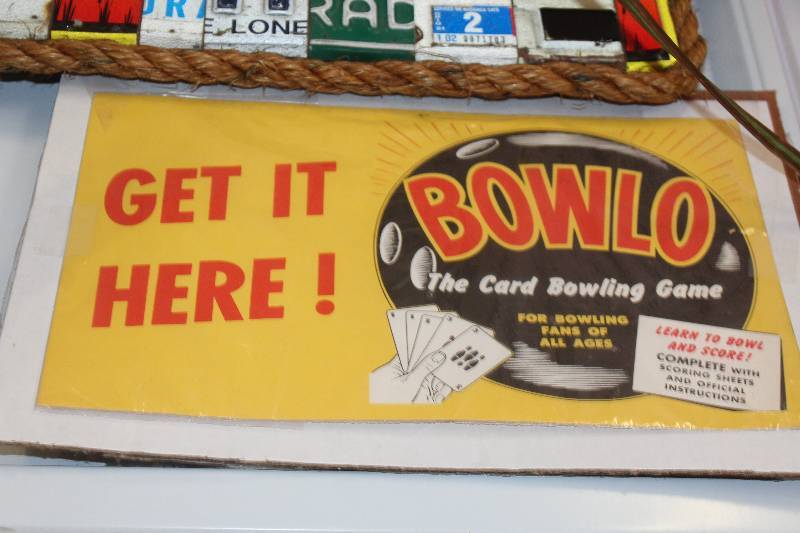 LONE
RAD
2
GET IT
HERE !
BOWLO
The Card Bowling Game
FOR BOWLING
FANS OF
ALL AGES
LEARN TO BOWL
AND SCORE!
COMPLETE WITH
SCORING SHEETS
AND OFFICIAL
INSTRUCTIONS